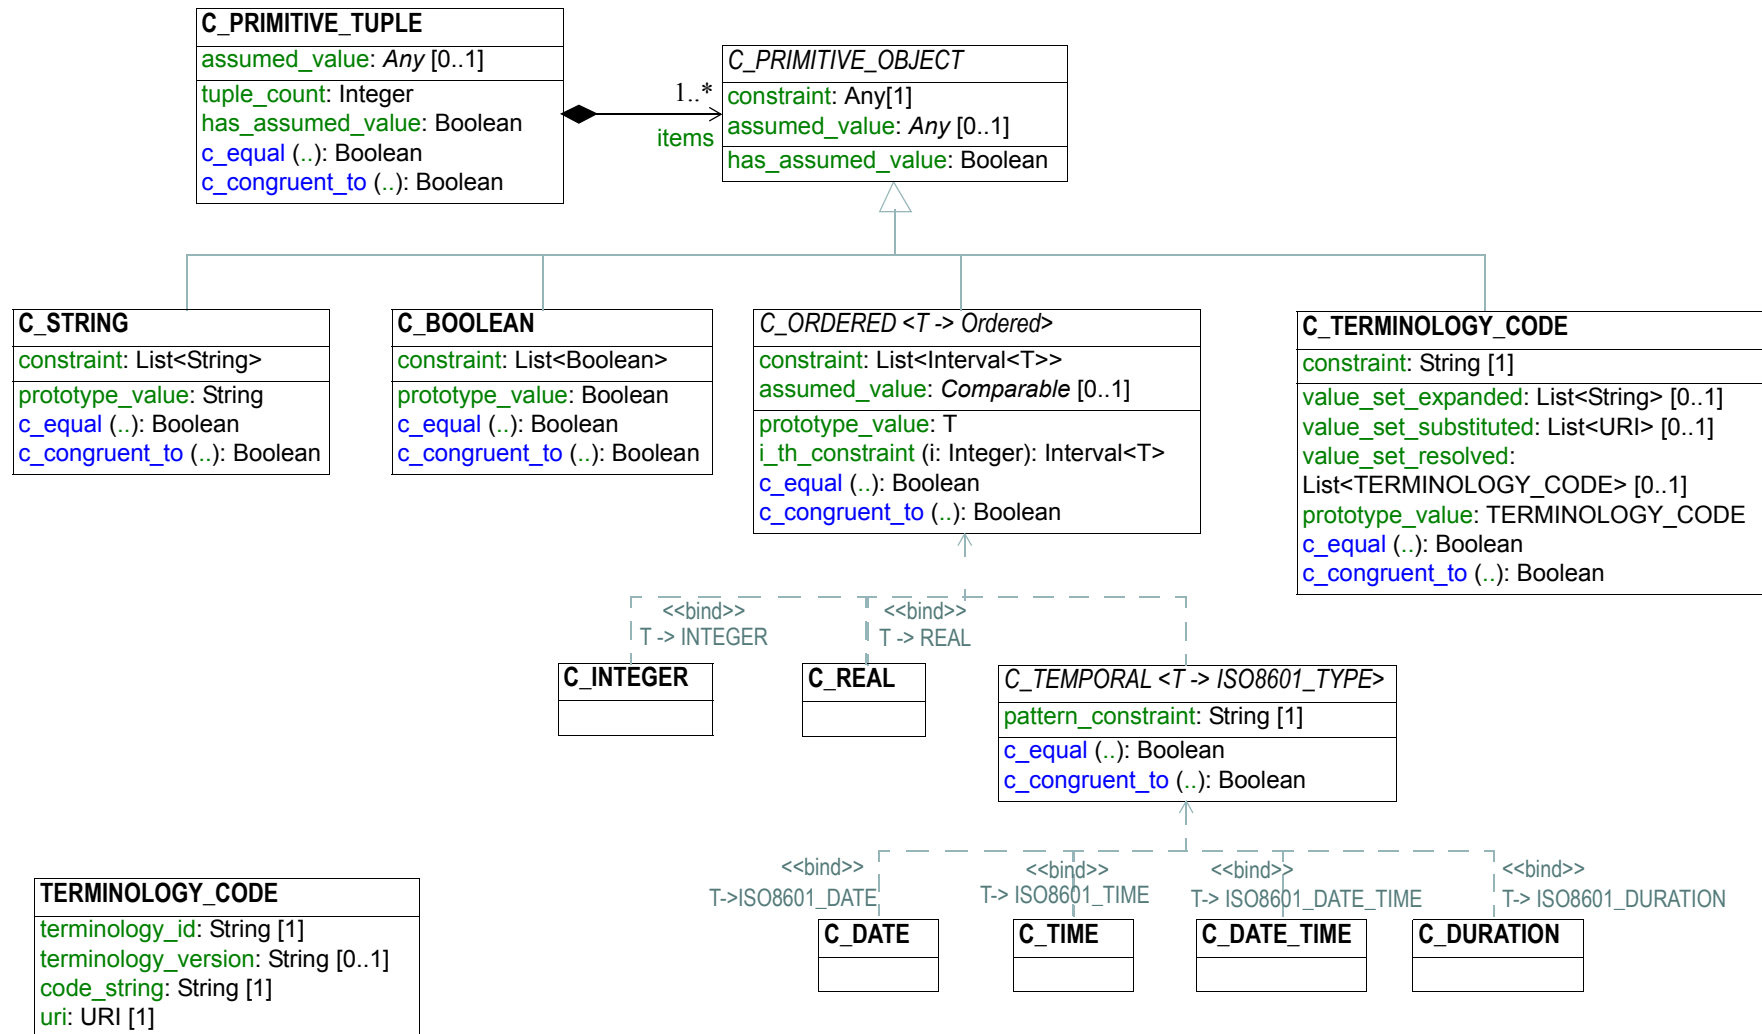 C_PRIMITIVE_TUPLE
assumed_value: Any [0..1]
tuple_count: Integer
has_assumed_value: Boolean
c_equal (..): Boolean
c_congruent_to (..): Boolean
1..*
items
C_PRIMITIVE_OBJECT
constraint: Any[1]
assumed_value: Any [0..1]
has_assumed_value: Boolean
C_STRING
constraint: List<String>
prototype_value: String
c_equal (..): Boolean
c_congruent_to (..): Boolean
C_BOOLEAN
constraint: List<Boolean>
prototype_value: Boolean
c_equal (..): Boolean
c_congruent_to (..): Boolean
C_ORDERED <T -> Ordered>
constraint: List<Interval<T>>
assumed_value: Comparable [0..1]
prototype_value: T
i_th_constraint (i: Integer): Interval<T>
c_equal (..): Boolean
c_congruent_to (..): Boolean
C_TERMINOLOGY_CODE
constraint: String [1]
value_set_expanded: List<String> [0..1]
value_set_substituted: List<URI> [0..1]
value_set_resolved:
List<TERMINOLOGY_CODE> [0..1]
prototype_value: TERMINOLOGY_CODE
c_equal (..): Boolean
c_congruent_to (..): Boolean
<<bind>>
T -> INTEGER
<<bind>>
T -> REAL
C_INTEGER
C_REAL
C_TEMPORAL <T -> ISO8601_TYPE>
pattern_constraint: String [1]
c_equal (..): Boolean
c_congruent_to (..): Boolean
<<bind>>
T->ISO8601_DATE
<<bind>>
T-> ISO8601_TIME
<<bind>>
T-> ISO8601_DATE_TIME
<<bind>>
T-> ISO8601_DURATION
C_DATE
C_TIME
C_DATE_TIME
C_DURATION
TERMINOLOGY_CODE
terminology_id: String [1]
terminology_version: String [0..1]
code_string: String [1]
uri: URI [1]